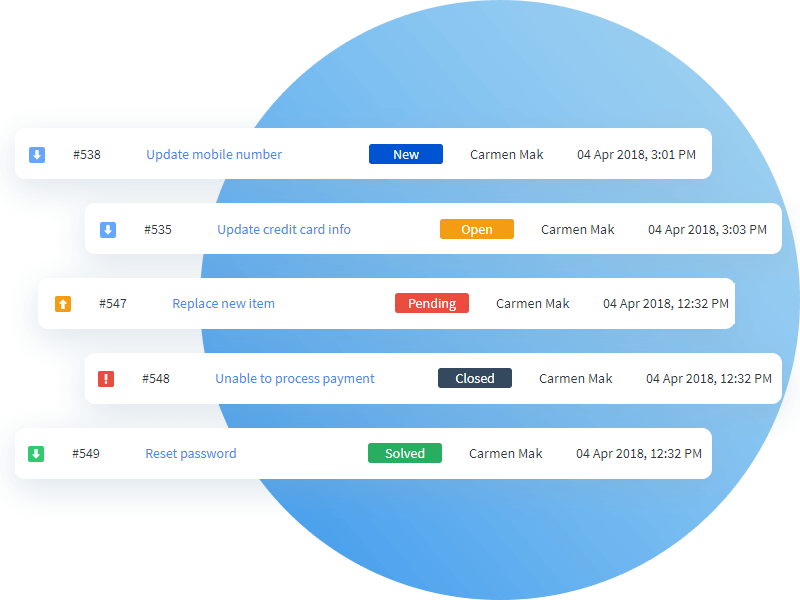 #538 Update mobile number New Carmen Mak 04 Apr 2018, 3:01 PM
#535 Update credit card info Open Carmen Mak 04 Apr 2018, 3:03 PM
#547 Replace new item Pending Carmen Mak 04 Apr 2018, 12:32 PM
#548 Unable to process payment Closed Carmen Mak 04 Apr 2018, 12:32 PM
#549 Reset password Solved Carmen Mak 04 Apr 2018, 12:32 PM